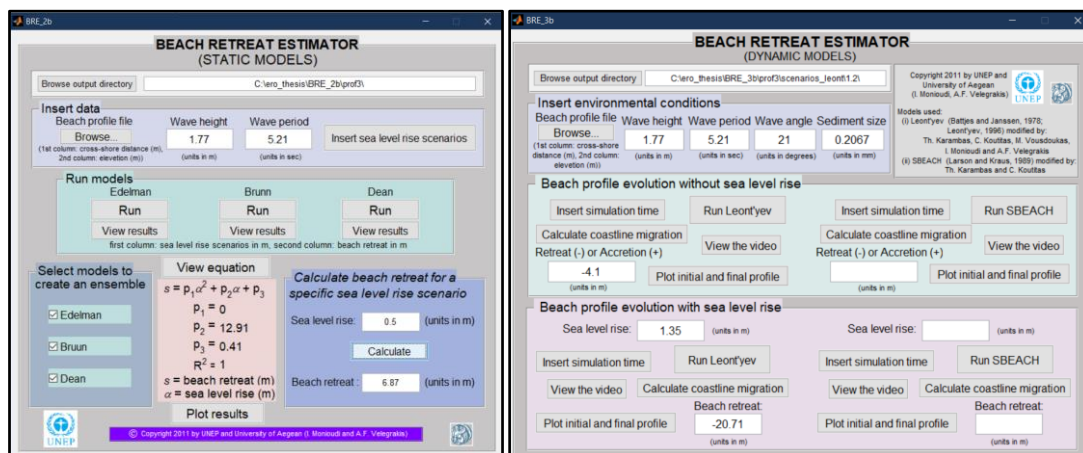 BRE_2b
BEACH RETREAT ESTIMATOR
(STATIC MODELS)
Browse output directory
C:\ero_thesis\BRE_2b\prof3\
Insert data
Beach profile file
Browse...
(1st column: cross-shore distance (m),
2nd column: elevetion (m))
Wave height
1.77
(units in m)
Wave period
5.21
(units in sec)
Insert sea level rise scenarios
Run models
Edelman Brunn Dean
Run Run Run
View results View results View results
first column: sea level rise scenarios in m, second column: beach retreat in m
Select models to
create an ensemble
Edelman
Bruun
Dean
View equation
s = p₁α² + p₂α + p₃
p₁ = 0
p₂ = 12.91
p₃ = 0.41
R² = 1
s = beach retreat (m)
α = sea level rise (m)
Plot results
Calculate beach retreat for a
specific sea level rise scenario
Sea level rise: 0.5 (units in m)
Calculate
Beach retreat : 6.87 (units in m)
UNEP
© Copyright 2011 by UNEP and University of Aegean (I. Monioudi and A.F. Velegrakis)
BRE_3b
BEACH RETREAT ESTIMATOR
(DYNAMIC MODELS)
Browse output directory
C:\ero_thesis\BRE_3b\prof3\scenarios_leont\1.2\
Copyright 2011 by UNEP and
University of Aegean
(I. Monioudi, A.F. Velegrakis)
UNEP
Models used:
(i) Leont'yev (Battjes and Janssen, 1978;
Leont'yev, 1996) modified by:
Th. Karambas, C. Koutitas, M. Vousdoukas,
I. Monioudi and A.F. Velegrakis
(ii) SBEACH (Larson and Kraus, 1989) modified by:
Th. Karambas and C. Koutitas
Insert environmental conditions
Beach profile file
Browse...
(1st column: cross-shore
distance (m), 2nd column:
elevetion (m))
Wave height
1.77
(units in m)
Wave period
5.21
(units in sec)
Wave angle
21
(units in degrees)
Sediment size
0.2067
(units in mm)
Beach profile evolution without sea level rise
Insert simulation time Run Leont'yev
Calculate coastline migration
Retreat (-) or Accretion (+)
View the video
-4.1
(units in m)
Plot initial and final profile
Insert simulation time Run SBEACH
Calculate coastline migration
Retreat (-) or Accretion (+)
View the video
(units in m)
Plot initial and final profile
Beach profile evolution with sea level rise
Sea level rise: 1.35 (units in m)
Insert simulation time Run Leont'yev
View the video Calculate coastline migration
Beach retreat:
Plot initial and final profile -20.71
(units in m)
Sea level rise: (units in m)
Insert simulation time Run SBEACH
View the video Calculate coastline migration
Beach retreat:
Plot initial and final profile
(units in m)